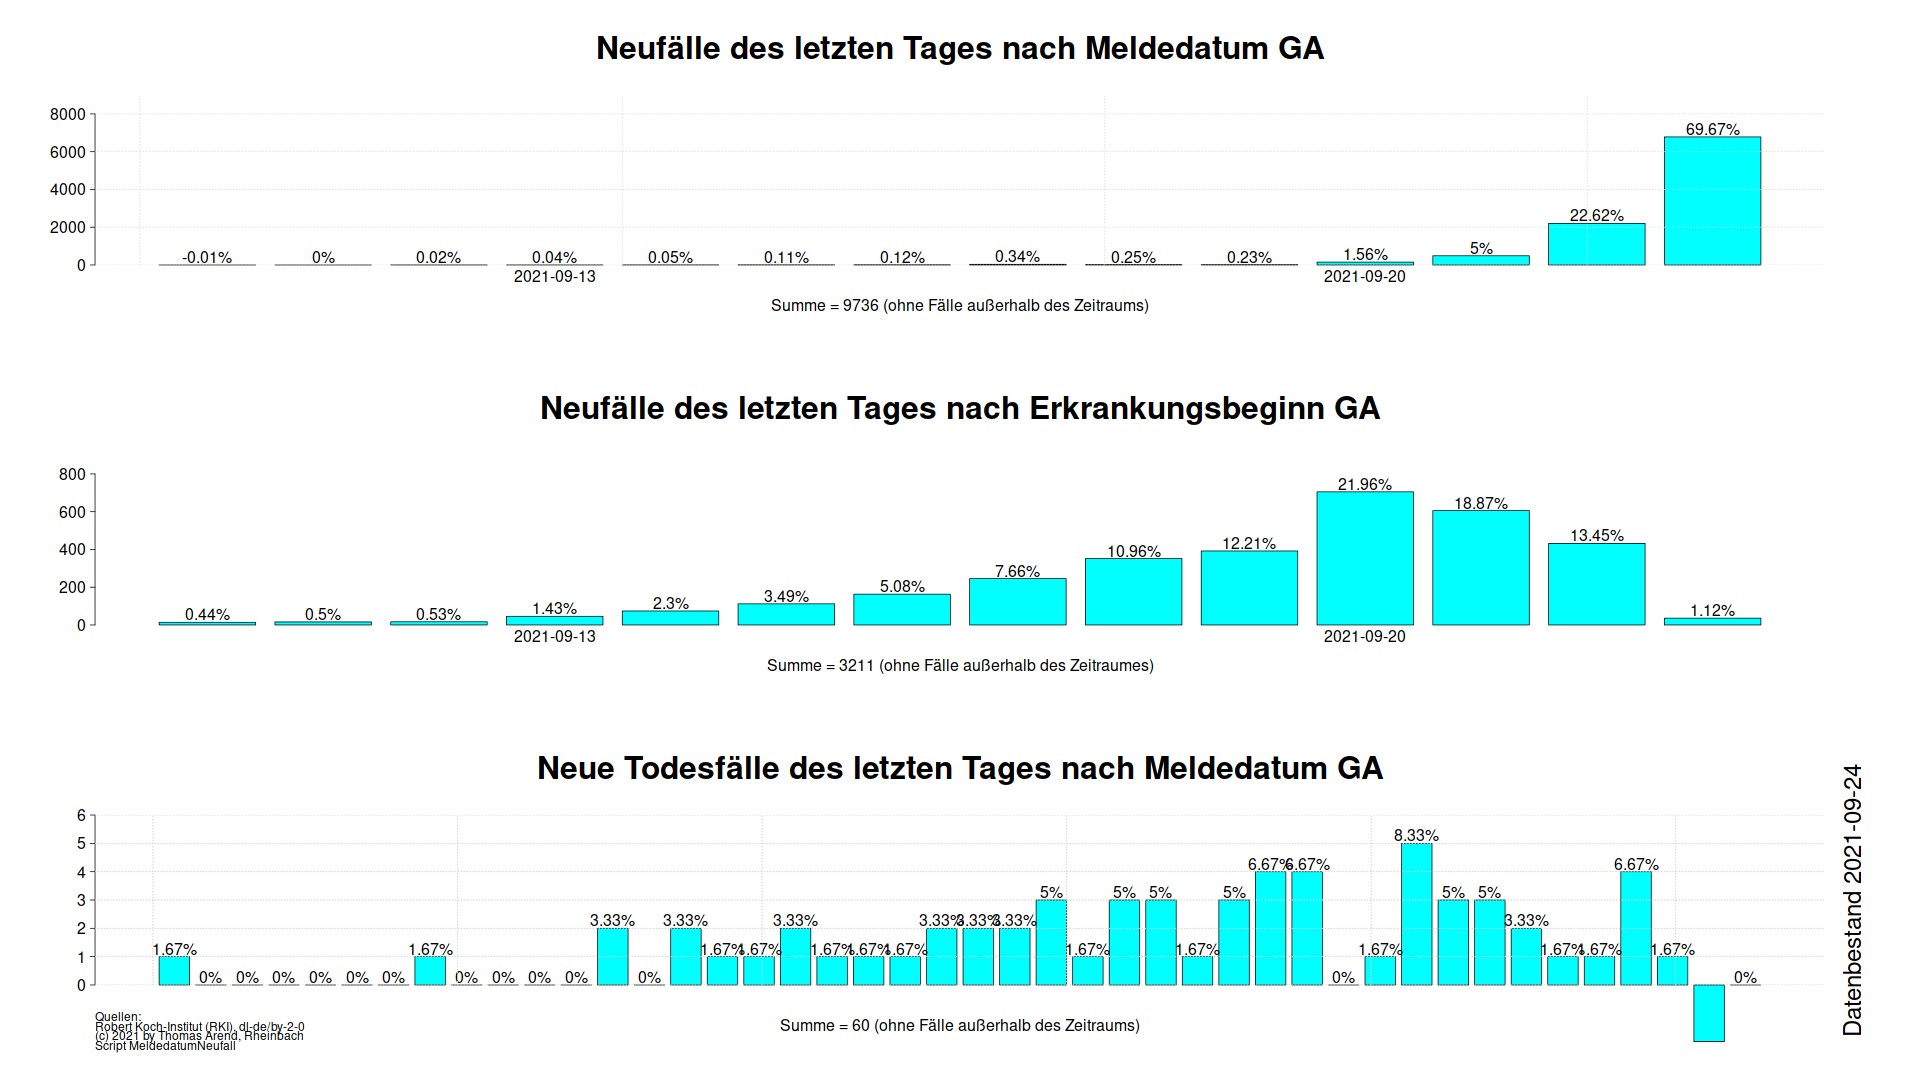 Neufälle des letzten Tages nach Meldedatum GA
8000
6000
4000
2000
0
-0.01% 0% 0.02% 0.04% 0.05% 0.11% 0.12% 0.34% 0.25% 0.23% 1.56% 5% 22.62% 69.67%
2021-09-13 2021-09-20
Summe = 9736 (ohne Fälle außerhalb des Zeitraums)
Neufälle des letzten Tages nach Erkrankungsbeginn GA
800
600
400
200
0
0.44% 0.5% 0.53% 1.43% 2.3% 3.49% 5.08% 7.66% 10.96% 12.21% 21.96% 18.87% 13.45% 1.12%
2021-09-13 2021-09-20
Summe = 3211 (ohne Fälle außerhalb des Zeitraumes)
Neue Todesfälle des letzten Tages nach Meldedatum GA
6
5
4
3
2
1
0
1.67% 0% 0% 0% 0% 0% 0% 1.67% 0% 0% 0% 0% 3.33% 0% 3.33% 1.67% 1.67% 3.33% 1.67% 1.67% 1.67% 3.33% 3.33% 3.33% 5% 1.67% 5% 5% 1.67% 5% 6.67% 6.67% 0% 1.67% 8.33% 5% 5% 3.33% 1.67% 1.67% 6.67% 1.67% 0%
Summe = 60 (ohne Fälle außerhalb des Zeitraums)
Quellen:
Robert Koch-Institut (RKI), dl-de/by-2-0
(c) 2021 by Thomas Arend, Rheinbach
Script MeldedatumNeufall
Datenbestand 2021-09-24